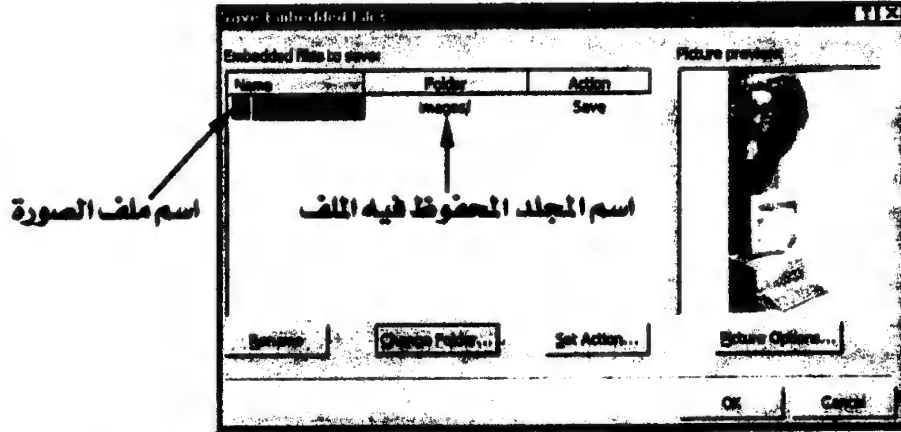 Save Embedded Files
Embedded files to save:
Picture preview:
Name Folder Action
images/ Save
اسم ملف الصورة
اسم المجلد المحفوظ فيه الملف
Rename Change Folder... Set Action... Picture Options...
OK Cancel